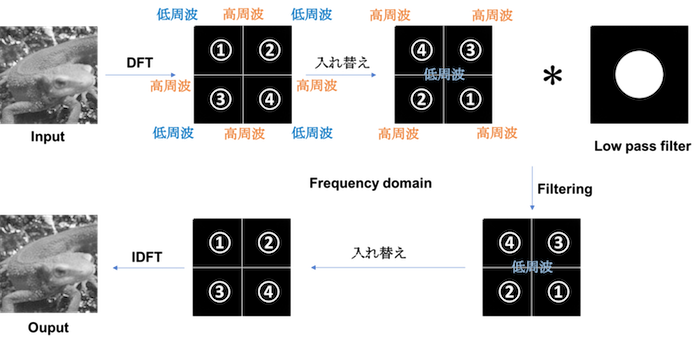 低周波 高周波 低周波 高周波 高周波
① ② ④ ③
DFT 入れ替え 低周波 *
高周波 高周波
③ ④ ② ①
Input 低周波 高周波 低周波 高周波 高周波 Low pass filter
Frequency domain Filtering
① ② ④ ③
IDFT 入れ替え 低周波
③ ④ ② ①
Ouput